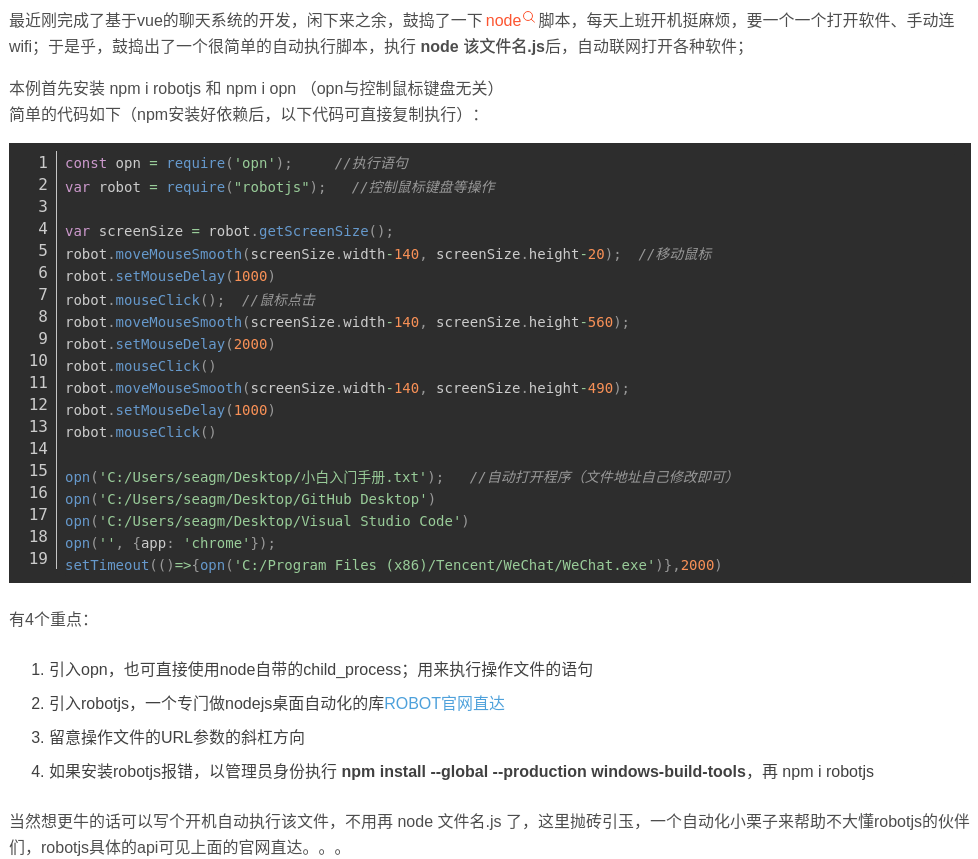 最近刚完成了基于vue的聊天系统的开发，闲下来之余，鼓捣了一下 node 脚本，每天上班开机挺麻烦，要一个一个打开软件、手动连
wifi；于是乎，鼓捣出了一个很简单的自动执行脚本，执行 node 该文件名.js后，自动联网打开各种软件；
本例首先安装 npm i robotjs 和 npm i opn （opn与控制鼠标键盘无关）
简单的代码如下（npm安装好依赖后，以下代码可直接复制执行）：
1 const opn = require('opn');     //执行语句
2 var robot = require("robotjs");   //控制鼠标键盘等操作
3
4 var screenSize = robot.getScreenSize();
5 robot.moveMouseSmooth(screenSize.width-140, screenSize.height-20);  //移动鼠标
6 robot.setMouseDelay(1000)
7 robot.mouseClick();  //鼠标点击
8 robot.moveMouseSmooth(screenSize.width-140, screenSize.height-560);
9 robot.setMouseDelay(2000)
10 robot.mouseClick()
11 robot.moveMouseSmooth(screenSize.width-140, screenSize.height-490);
12 robot.setMouseDelay(1000)
13 robot.mouseClick()
14
15 opn('C:/Users/seagm/Desktop/小白入门手册.txt');   //自动打开程序（文件地址自己修改即可）
16 opn('C:/Users/seagm/Desktop/GitHub Desktop')
17 opn('C:/Users/seagm/Desktop/Visual Studio Code')
18 opn('', {app: 'chrome'});
19 setTimeout(()=>{opn('C:/Program Files (x86)/Tencent/WeChat/WeChat.exe')},2000)
有4个重点：
1. 引入opn，也可直接使用node自带的child_process；用来执行操作文件的语句
2. 引入robotjs，一个专门做nodejs桌面自动化的库ROBOT官网直达
3. 留意操作文件的URL参数的斜杠方向
4. 如果安装robotjs报错，以管理员身份执行 npm install --global --production windows-build-tools，再 npm i robotjs
当然想更牛的话可以写个开机自动执行该文件，不用再 node 文件名.js 了，这里抛砖引玉，一个自动化小栗子来帮助不大懂robotjs的伙伴
们，robotjs具体的api可见上面的官网直达。。。